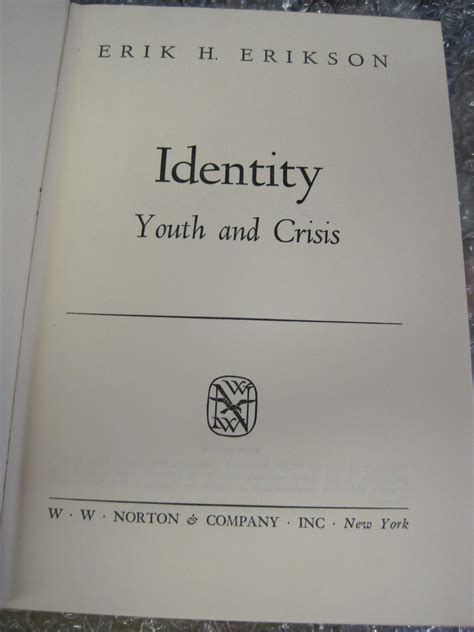 ERIK H. ERIKSON
Identity
Youth and Crisis
W W
N
W W
W · W · NORTON & COMPANY · INC · New York